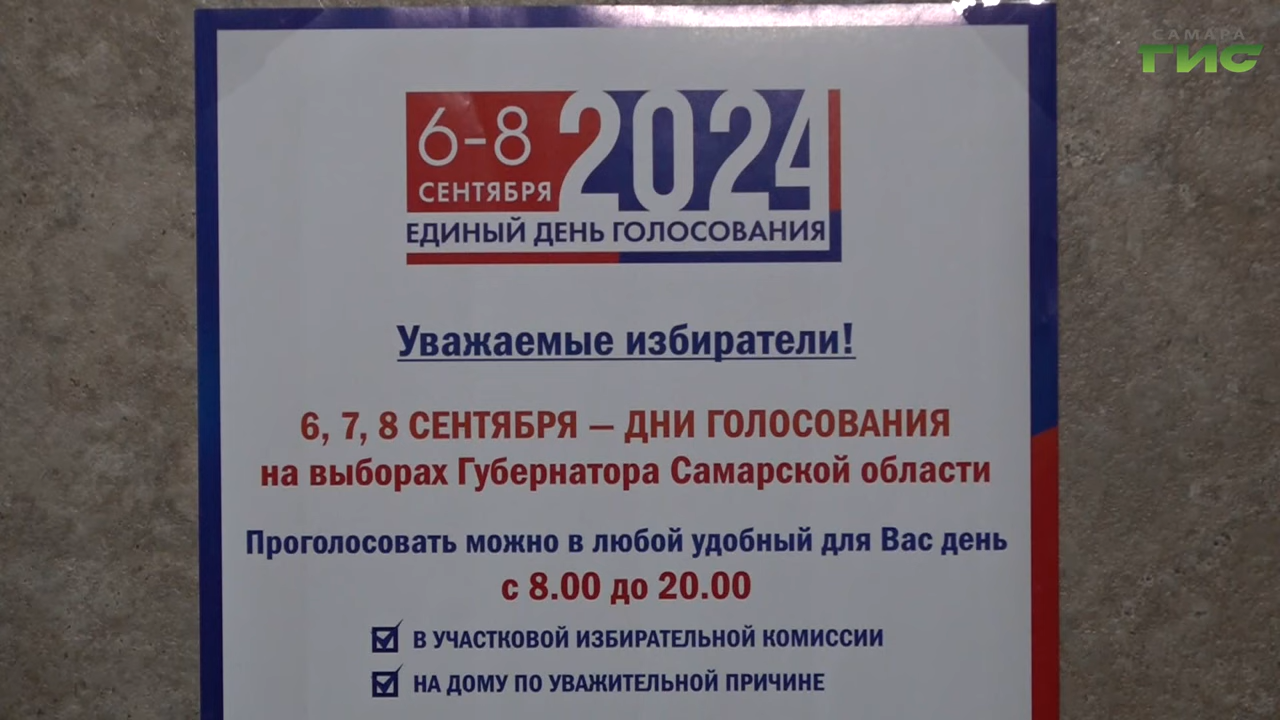 САМАРА
ГИС
6-8
СЕНТЯБРЯ
2024
ЕДИНЫЙ ДЕНЬ ГОЛОСОВАНИЯ
Уважаемые избиратели!
6, 7, 8 СЕНТЯБРЯ — ДНИ ГОЛОСОВАНИЯ
на выборах Губернатора Самарской области
Проголосовать можно в любой удобный для Вас день
с 8.00 до 20.00
В УЧАСТКОВОЙ ИЗБИРАТЕЛЬНОЙ КОМИССИИ
НА ДОМУ ПО УВАЖИТЕЛЬНОЙ ПРИЧИНЕ